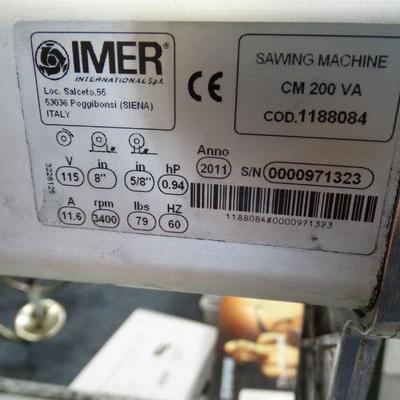 IMER
INTERNATIONAL S.p.A.
Loc. Salceto,55
53036 Poggibonsi (SIENA)
ITALY
CE
SAWING MACHINE
CM 200 VA
COD.1188084
Anno
2011
S/N 0000971323
1188084#0000971323
3226126
V in in hP
115 8" 5/8" 0.94
A rpm lbs HZ
11.6 3400 79 60